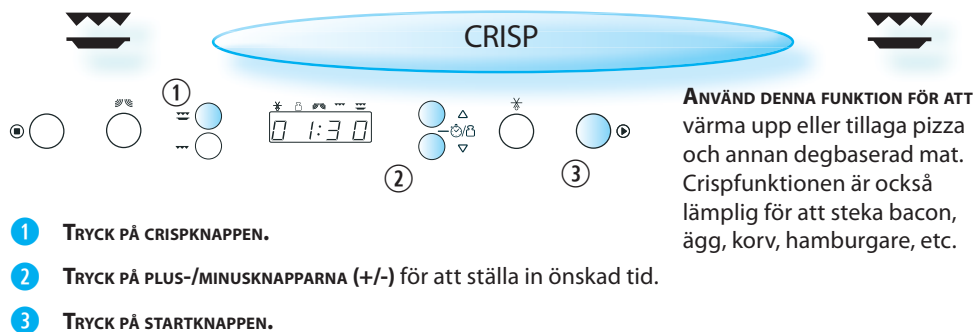 CRISP
1
01:30
2
3
ANVÄND DENNA FUNKTION FÖR ATT
värma upp eller tillaga pizza
och annan degbaserad mat.
Crispfunktionen är också
lämplig för att steka bacon,
ägg, korv, hamburgare, etc.
1 TRYCK PÅ CRISPKNAPPEN.
2 TRYCK PÅ PLUS-/MINUSKNAPPARNA (+/-) för att ställa in önskad tid.
3 TRYCK PÅ STARTKNAPPEN.